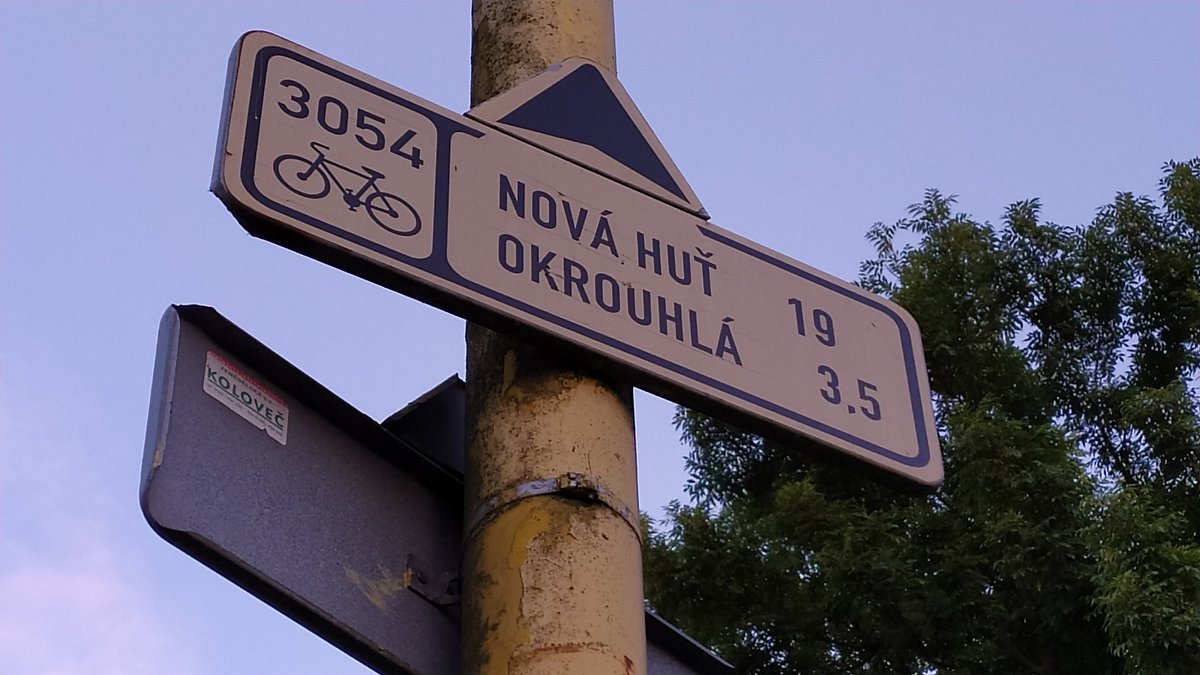 3054
NOVÁ HUŤ 19
OKROUHLÁ 3.5
KOLOVEČ